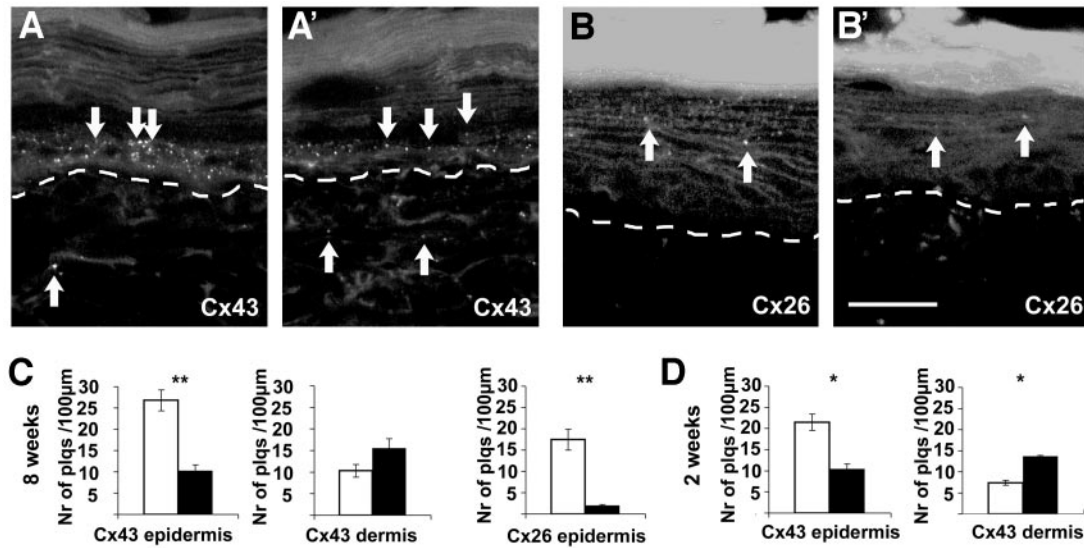 A
A'
B
B'
Cx43
Cx43
Cx26
Cx26
C
8 weeks
Nr of plqs /100µm
30
25
20
15
10
5
**
Cx43 epidermis
Nr of plqs /100µm
30
25
20
15
10
5
Cx43 dermis
Nr of plqs /100µm
30
25
20
15
10
5
**
Cx26 epidermis
D
2 weeks
Nr of plqs /100µm
30
25
20
15
10
5
*
Cx43 epidermis
Nr of plqs /100µm
30
25
20
15
10
5
*
Cx43 dermis